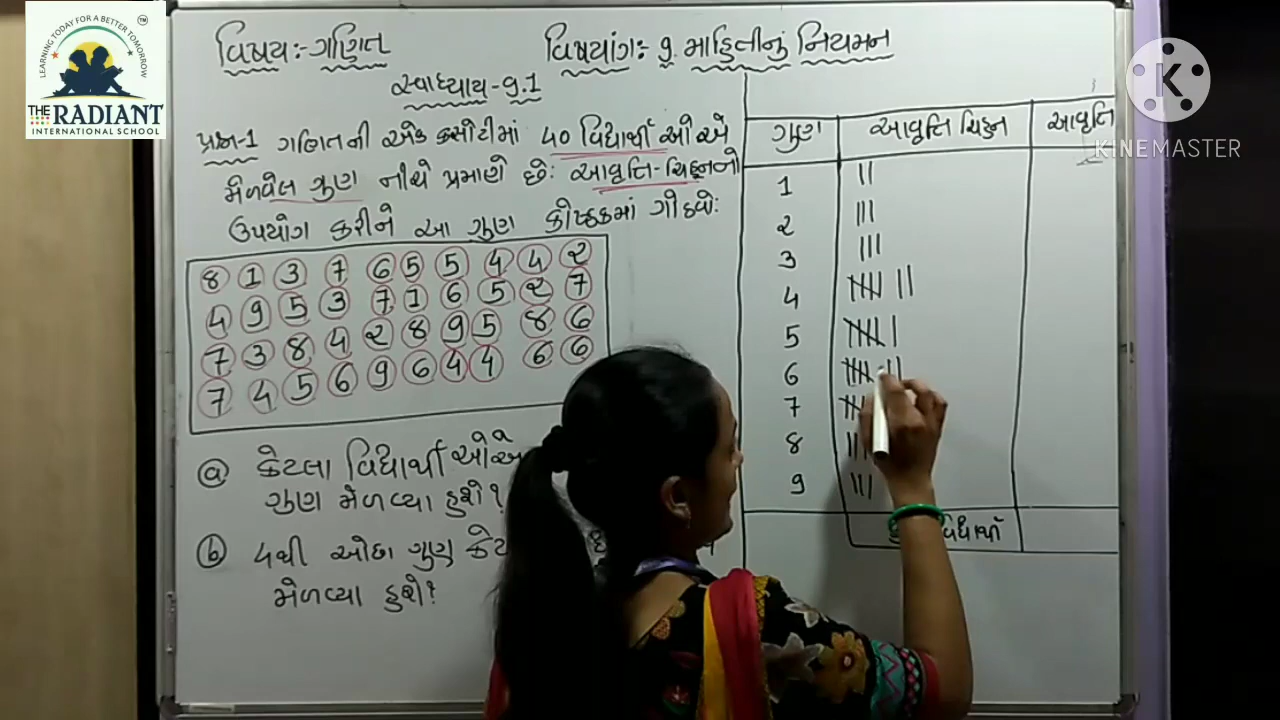 LEARNING TODAY FOR A BETTER TOMORROW
TM
THE RADIANT
INTERNATIONAL SCHOOL
K
KINEMASTER
વિષય:- ગણિત
વિષયાંગ: ૭. માહિતીનું નિયમન
સ્વાધ્યાય-૭.1
પ્રશ્ન-1 ગણિતની એક કસોટીમાં ૪૦ વિદ્યાર્થીઓએ
મેળવેલ ગુણ નીચે પ્રમાણે છે: આવૃત્તિ-ચિહ્નનો
ઉપયોગ કરીને આ ગુણ કોષ્ટકમાં ગોઠવો:
8 1 3 7 6 5 5 4 4 2
4 9 5 3 7 1 6 5 2 7
7 3 8 4 2 8 9 5 8 6
7 4 5 6 9 6 4 4 6 6
a કેટલા વિદ્યાર્થીઓએ
ગુણ મેળવ્યા હશે?
b 4થી ઓછા ગુણ
મેળવ્યા હશે?
ગુણ આવૃત્તિ ચિહ્ન આવૃત્તિ
1 ||
2 |||
3 |||
4 |||| ||
5 |||| |
6
7
8
9 |||